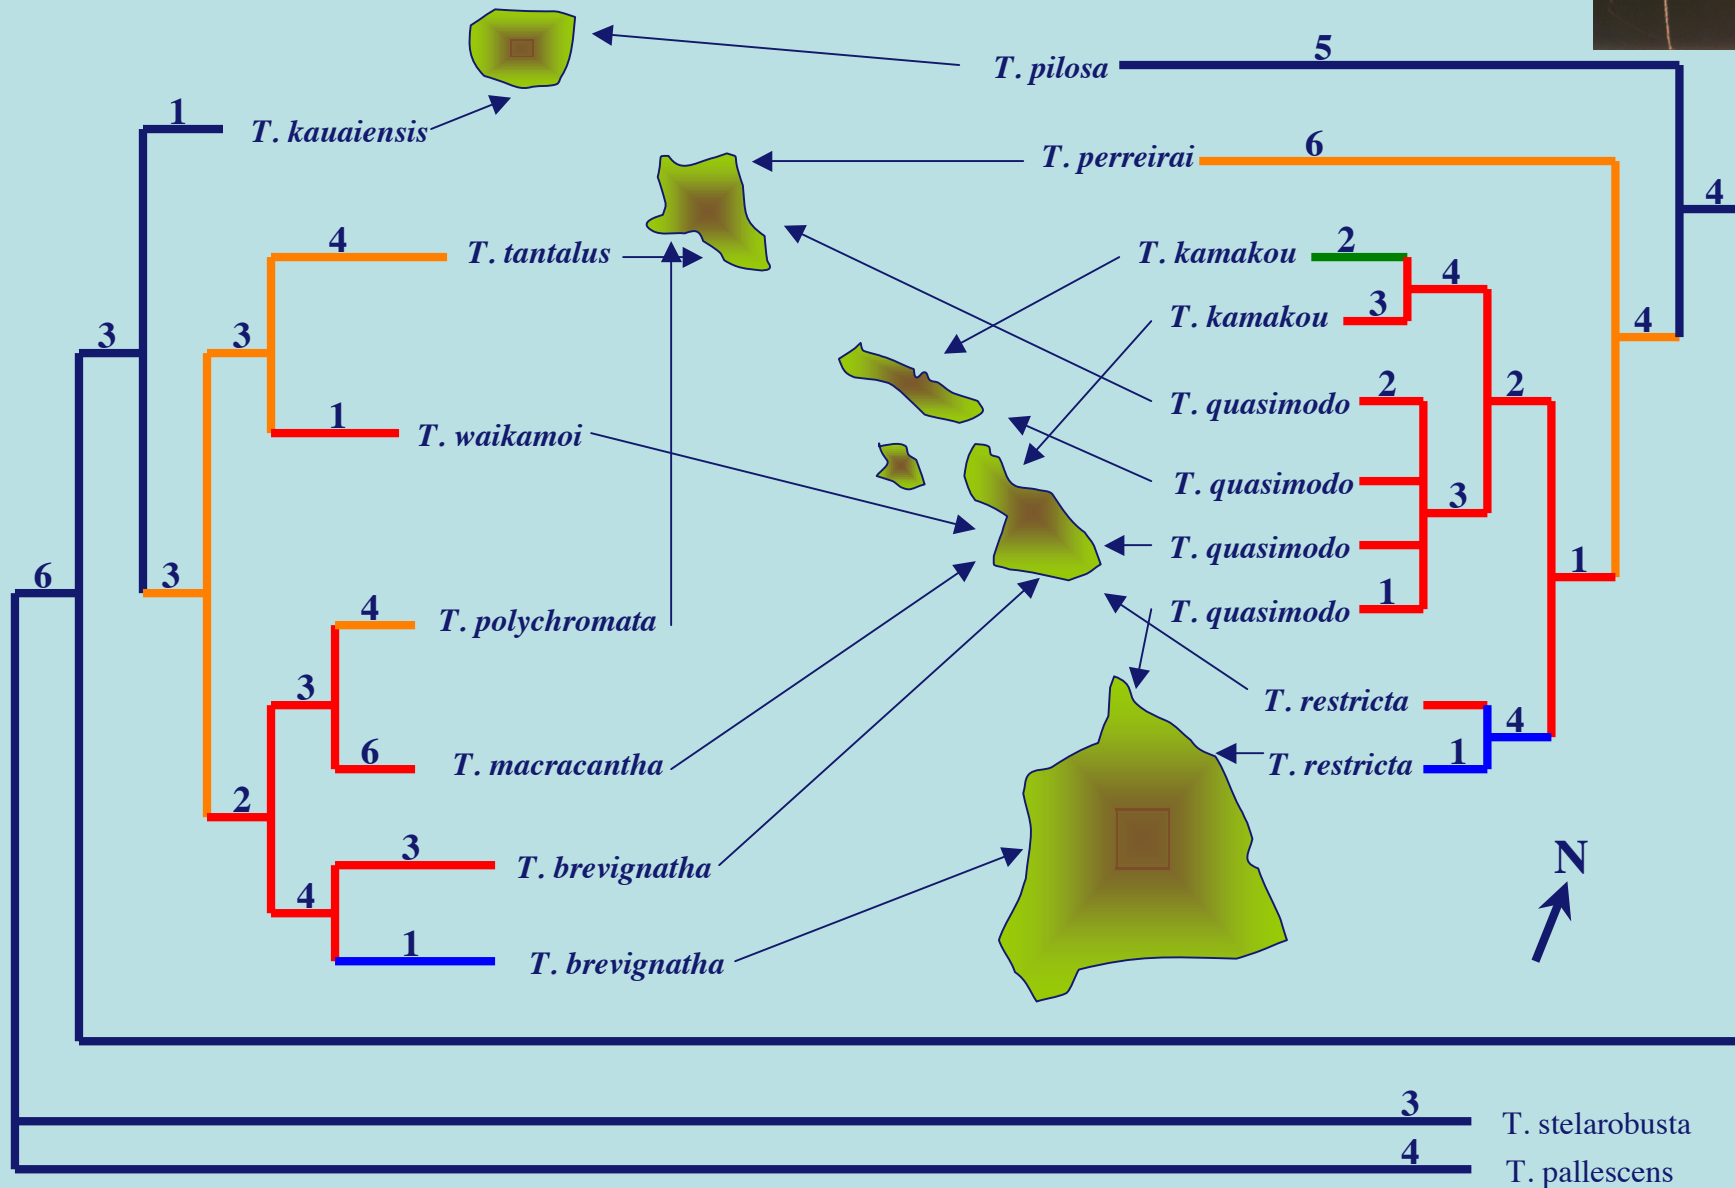 5
T. pilosa
1
T. kauaiensis
6
T. perreirai
4
4
T. tantalus
T. kamakou
2
4
3
T. kamakou
3
3
4
T. quasimodo
2
2
1
T. waikamoi
T. quasimodo
3
T. quasimodo
1
6
3
T. quasimodo
1
4
T. polychromata
3
T. restricta
4
6
T. macracantha
T. restricta
1
2
3
T. brevignatha
N
4
1
T. brevignatha
3
T. stelarobusta
4
T. pallescens